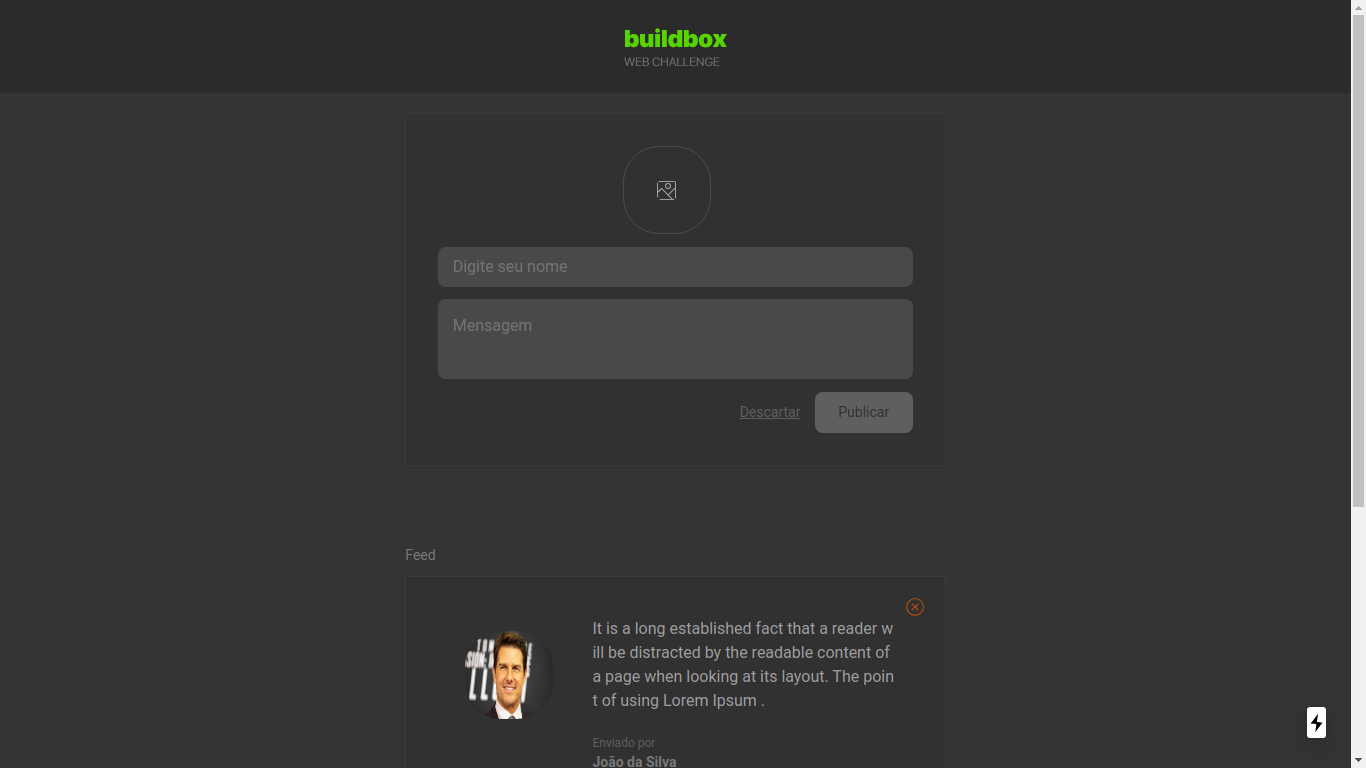 buildbox
WEB CHALLENGE
Digite seu nome
Mensagem
Descartar
Publicar
Feed
It is a long established fact that a reader w
ill be distracted by the readable content of
a page when looking at its layout. The poin
t of using Lorem Ipsum .
Enviado por
João da Silva